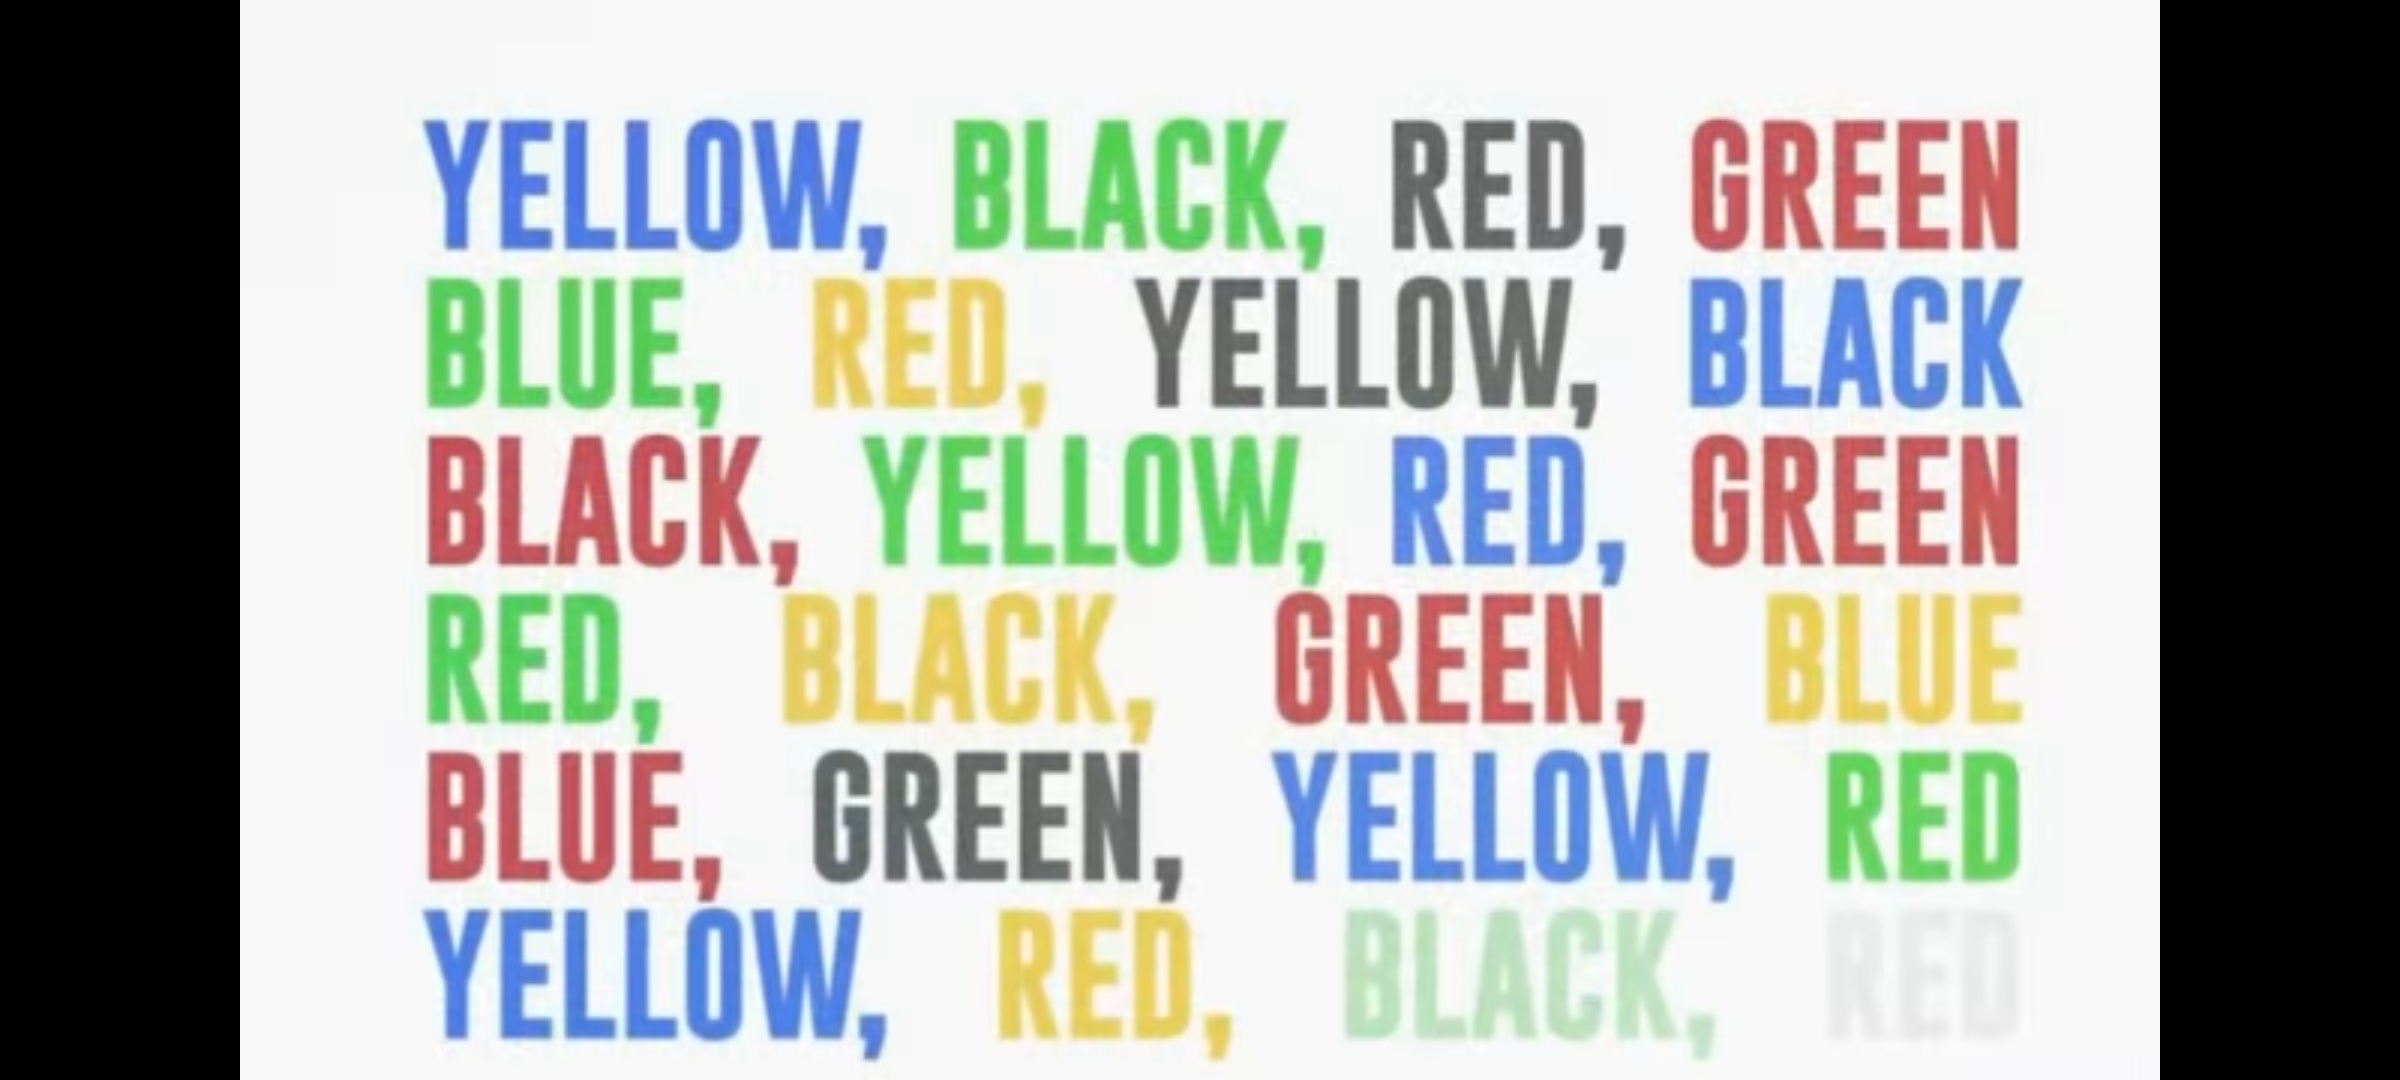 YELLOW, BLACK, RED, GREEN
BLUE, RED, YELLOW, BLACK
BLACK, YELLOW, RED, GREEN
RED, BLACK, GREEN, BLUE
BLUE, GREEN, YELLOW, RED
YELLOW, RED, BLACK, RED